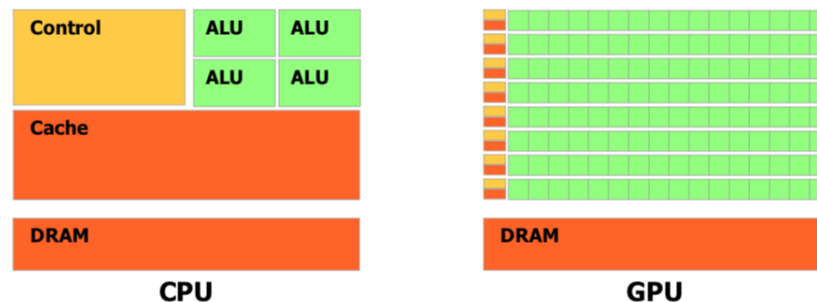 Control
ALU ALU
ALU ALU
Cache
DRAM
CPU
DRAM
GPU